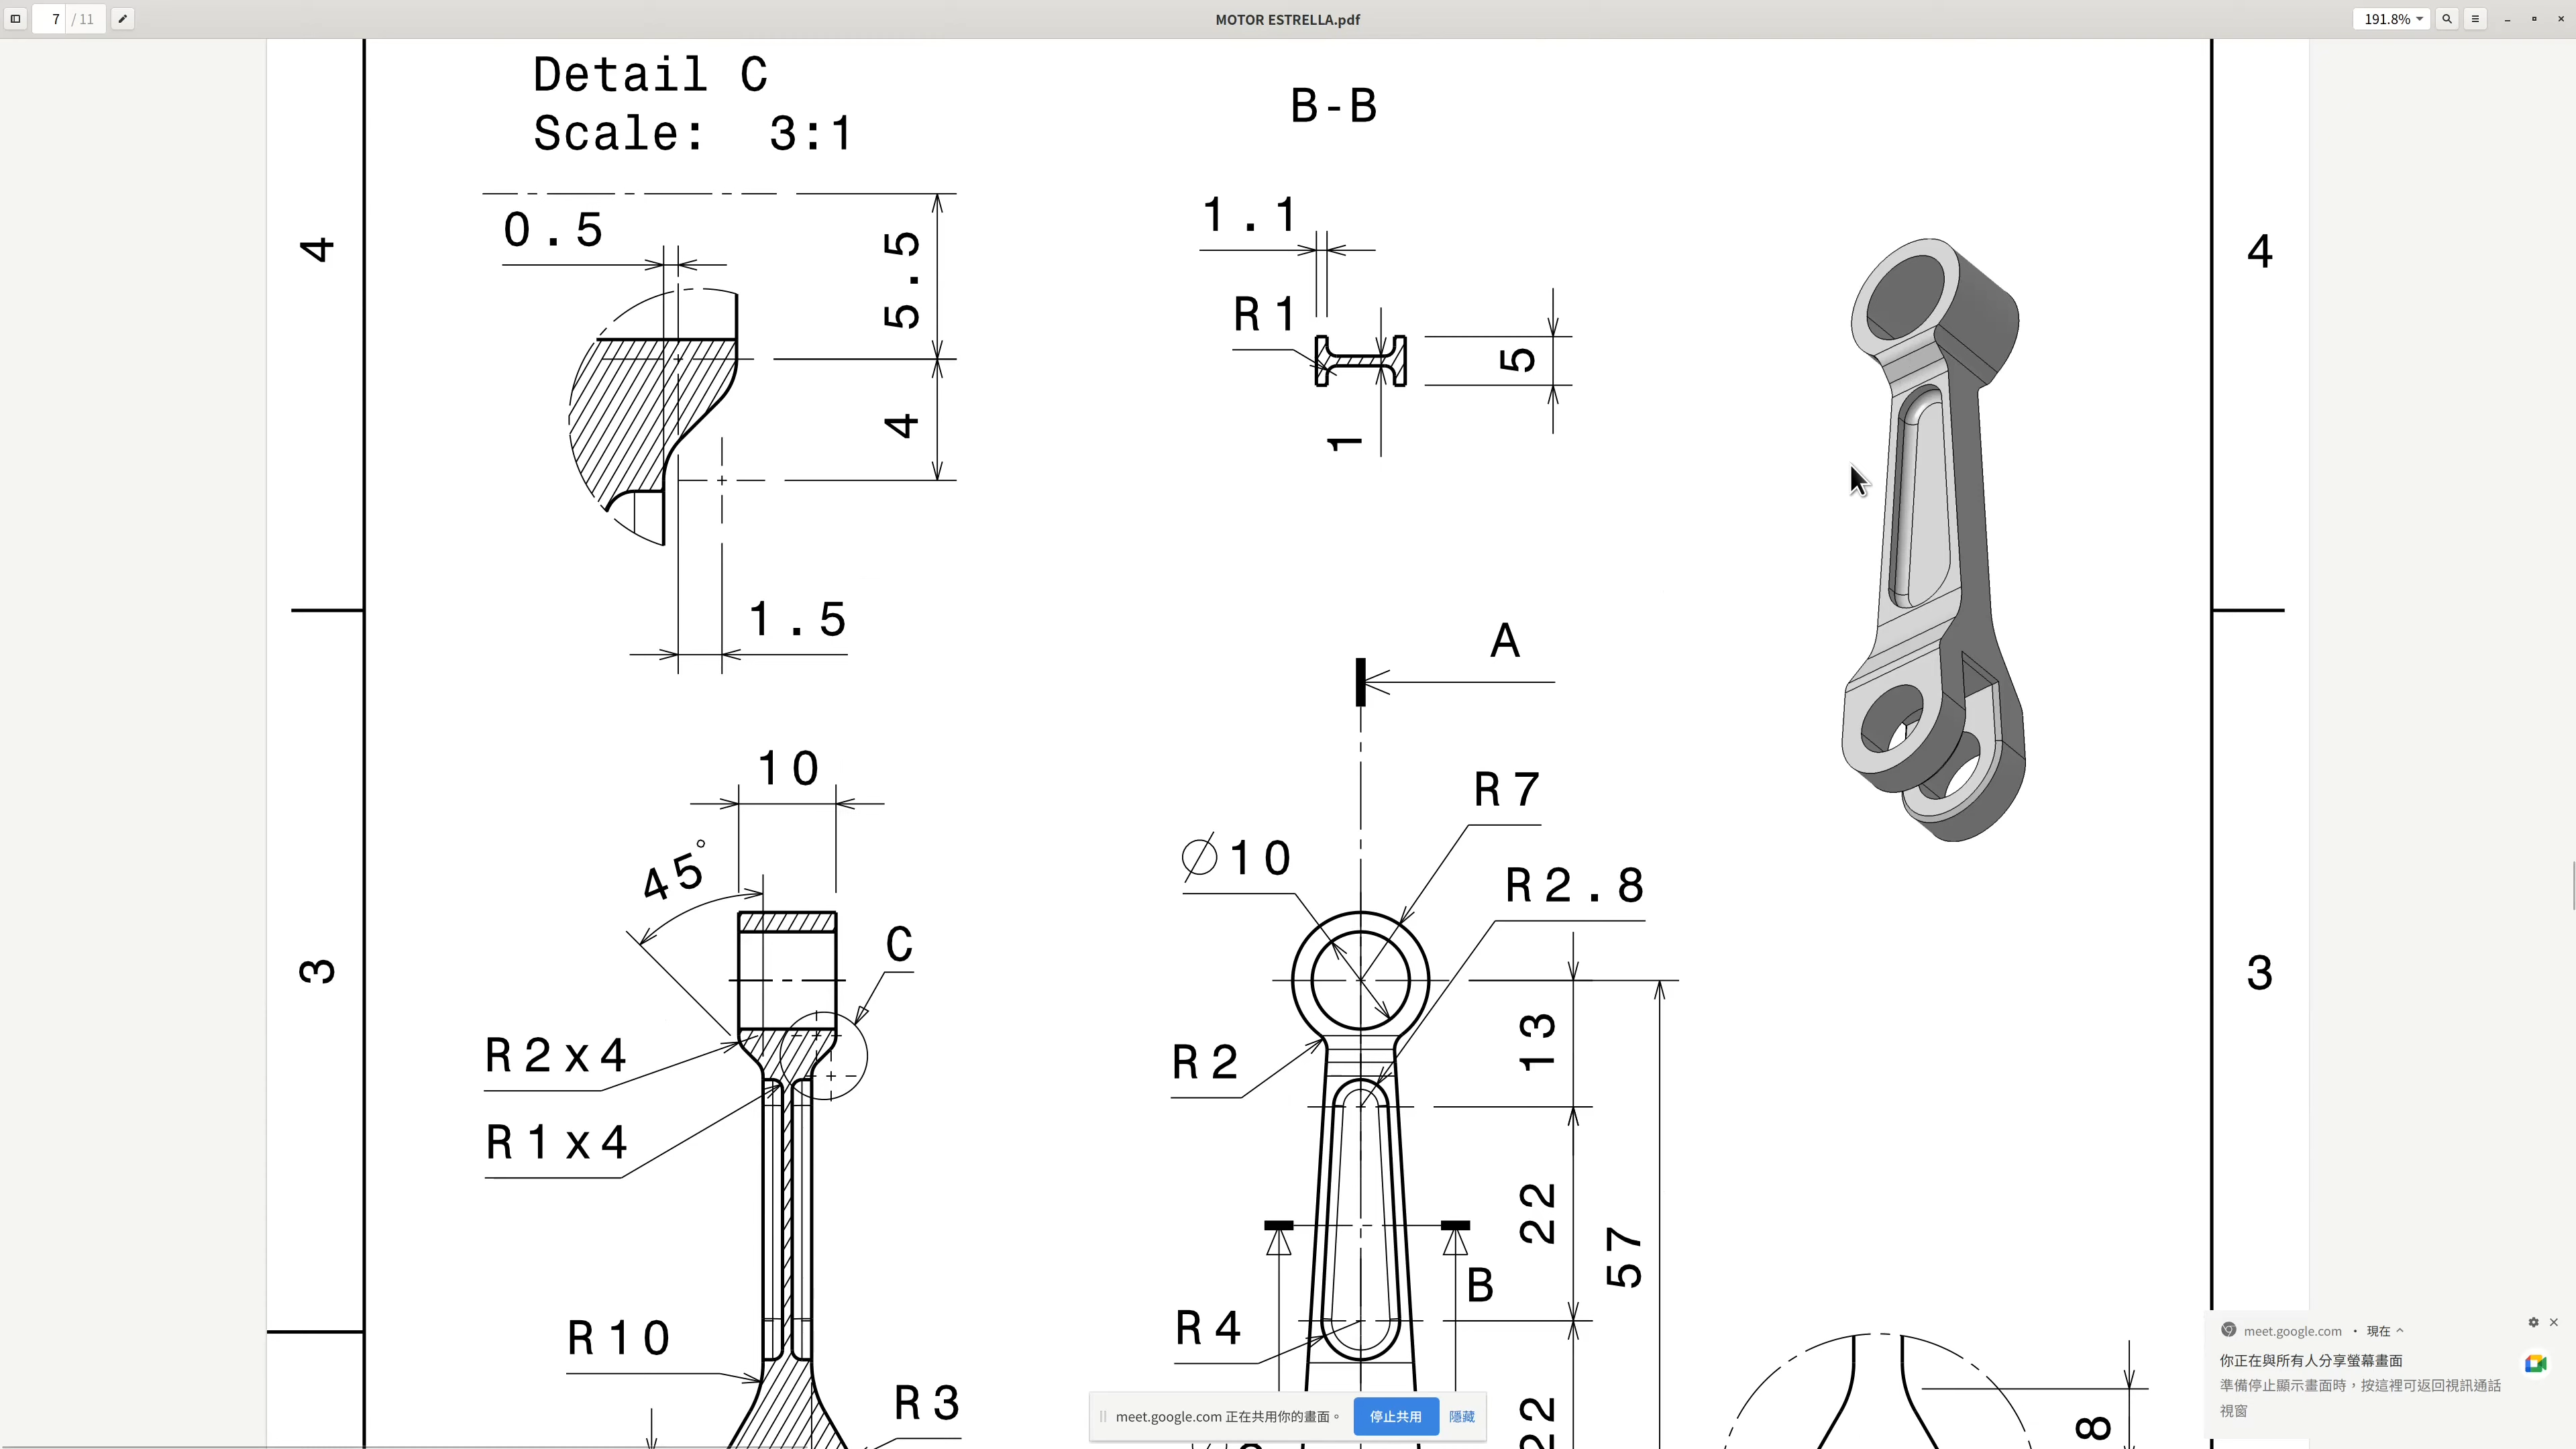 7 / 11
MOTOR ESTRELLA.pdf
191.8%
Detail C
Scale: 3:1
B-B
0.5
5.5
4
1.5
1.1
R1
5
1
4
4
A
10
45°
C
R2x4
R1x4
R10
R3
R7
Ø10
R2.8
R2
13
22
57
B
R4
22
3
3
8
meet.google.com 正在共用你的畫面。
停止共用
隱藏
meet.google.com • 現在
你正在與所有人分享螢幕畫面
準備停止顯示畫面時，按這裡可返回視訊通話
視窗